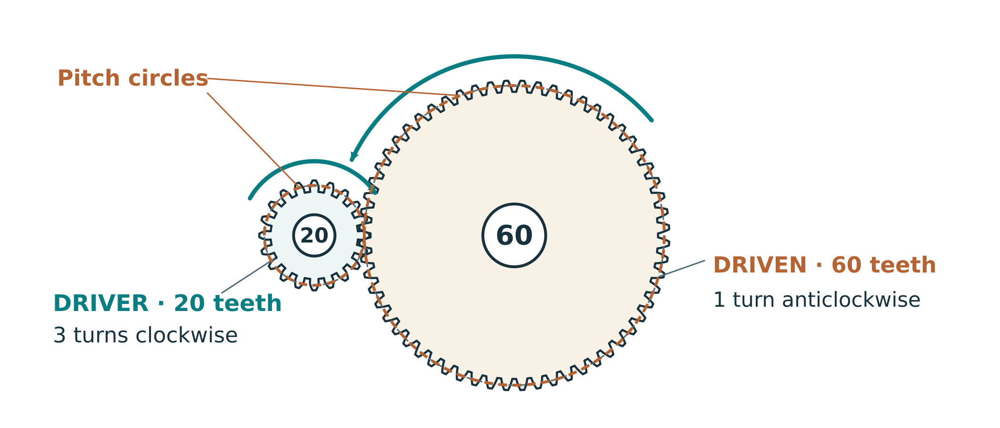 Pitch circles
20
60
DRIVER · 20 teeth
3 turns clockwise
DRIVEN · 60 teeth
1 turn anticlockwise